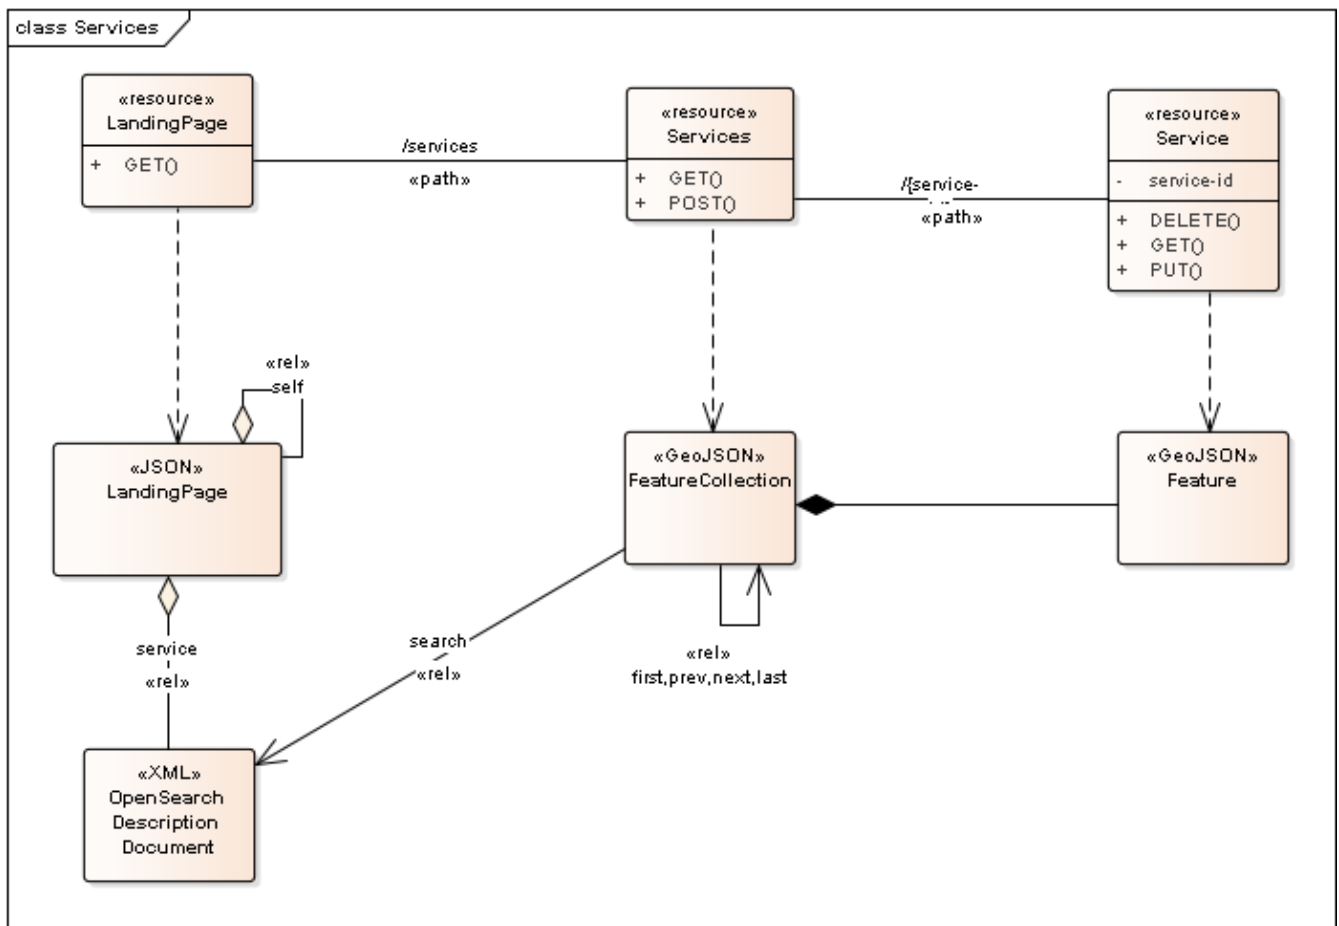 class Services
«resource»
LandingPage
+ GET()
/services
«path»
«resource»
Services
+ GET()
+ POST()
/{service-
«path»
«resource»
Service
- service-id
+ DELETE()
+ GET()
+ PUT()
«rel»
self
«JSON»
LandingPage
«GeoJSON»
FeatureCollection
«GeoJSON»
Feature
service
«rel»
search
«rel»
«rel»
first,prev,next,last
«XML»
OpenSearch
Description
Document